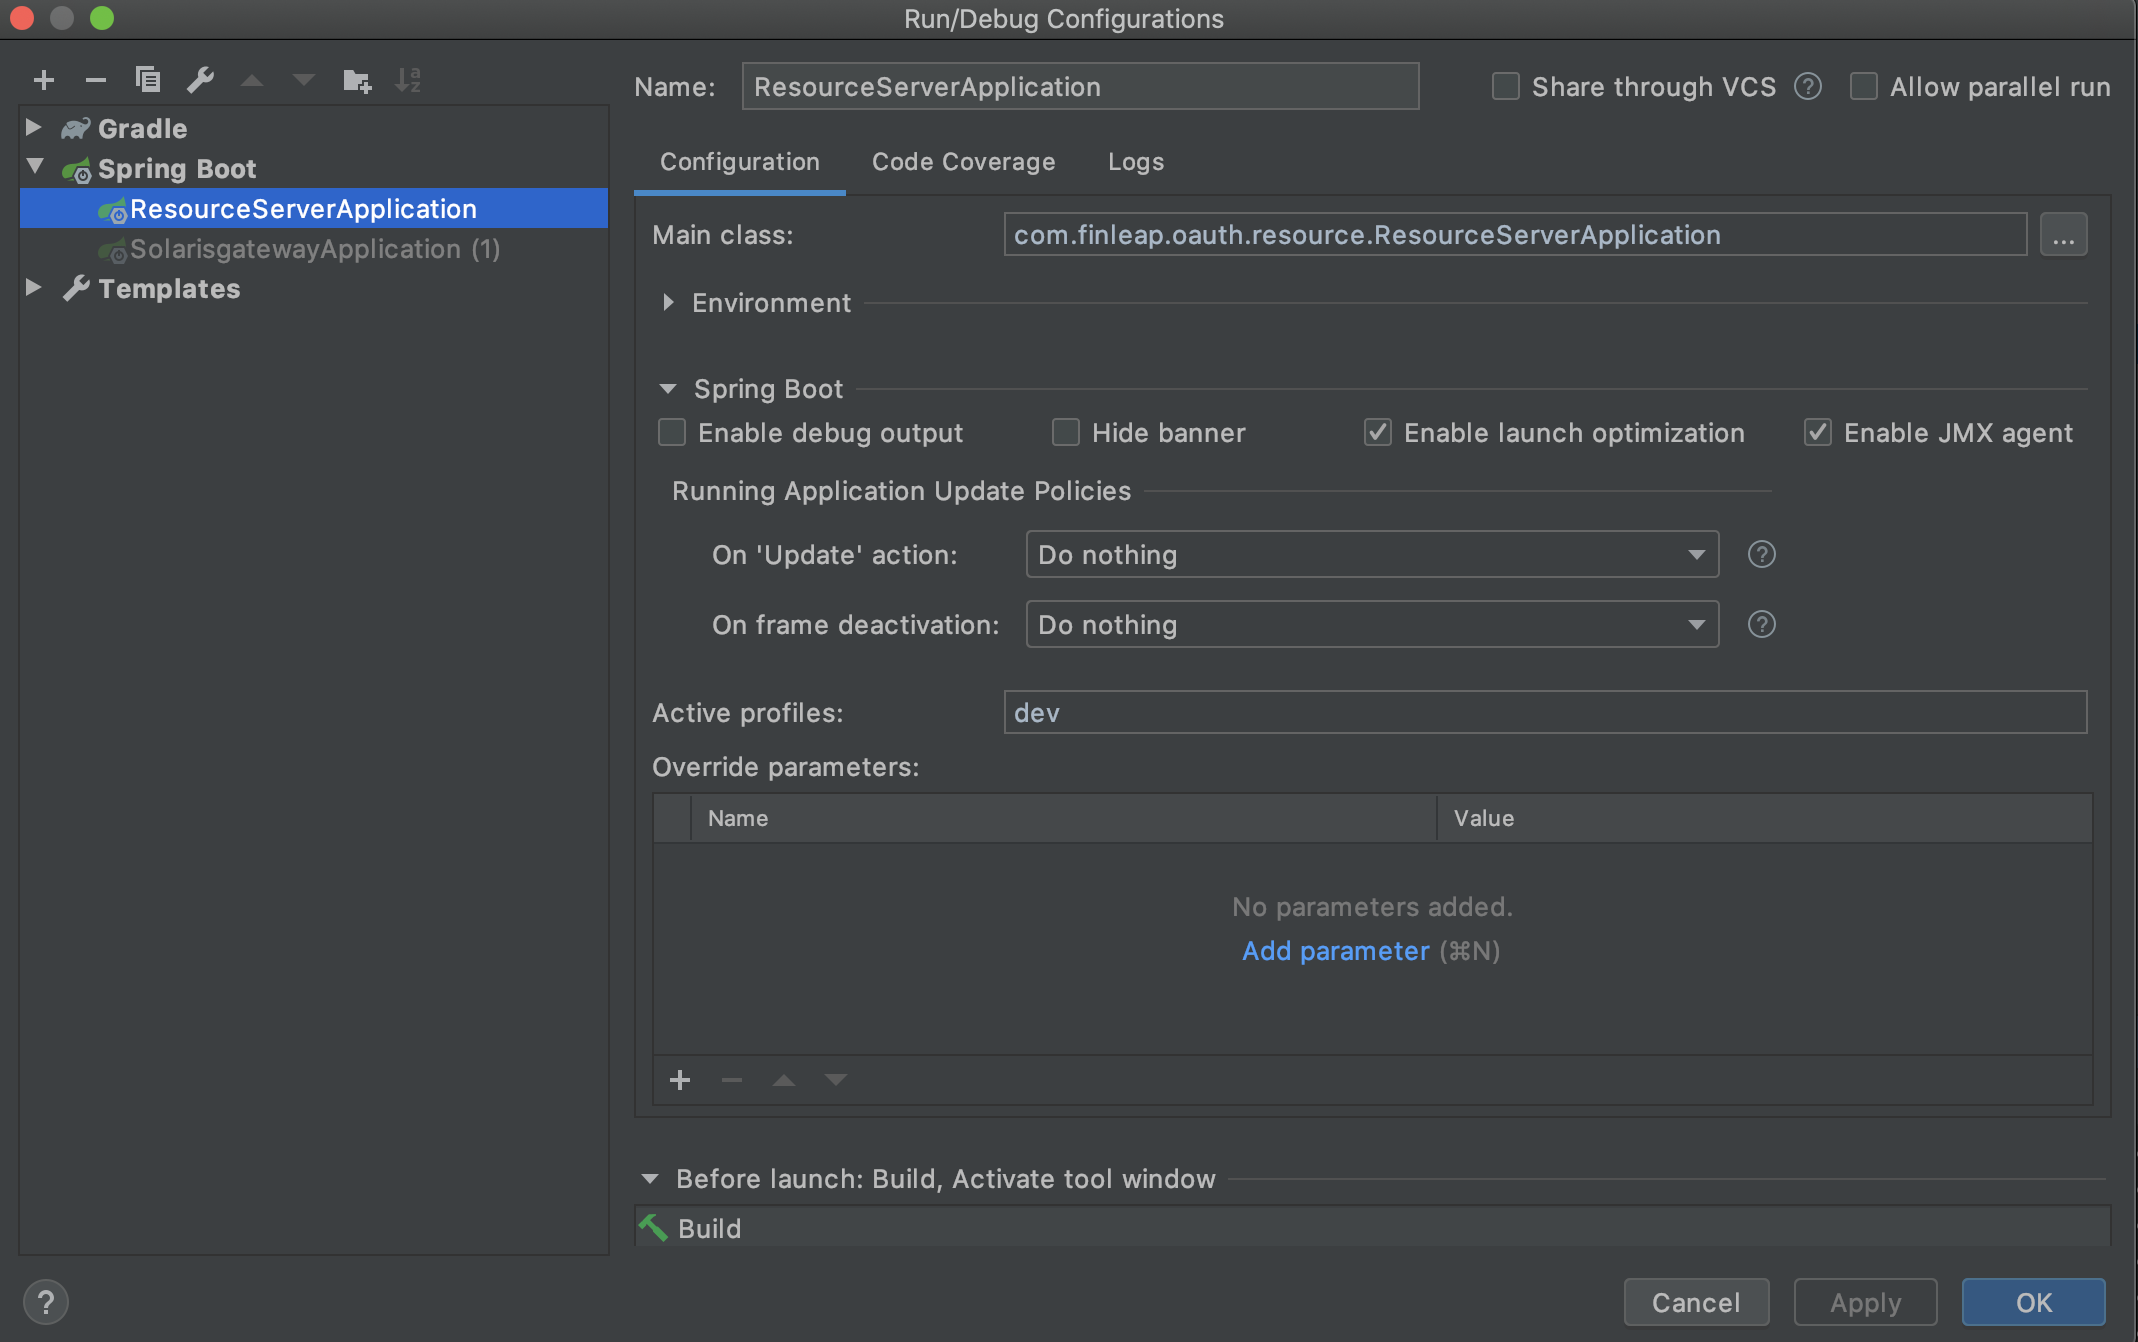 Run/Debug Configurations
Name: ResourceServerApplication Share through VCS ? Allow parallel run
Gradle
Spring Boot
ResourceServerApplication
SolarisgatewayApplication (1)
Templates
Configuration Code Coverage Logs
Main class: com.finleap.oauth.resource.ResourceServerApplication ...
Environment
Spring Boot
Enable debug output Hide banner Enable launch optimization Enable JMX agent
Running Application Update Policies
On 'Update' action: Do nothing ?
On frame deactivation: Do nothing ?
Active profiles: dev
Override parameters:
Name Value
No parameters added.
Add parameter (⌘N)
Before launch: Build, Activate tool window
Build
? Cancel Apply OK